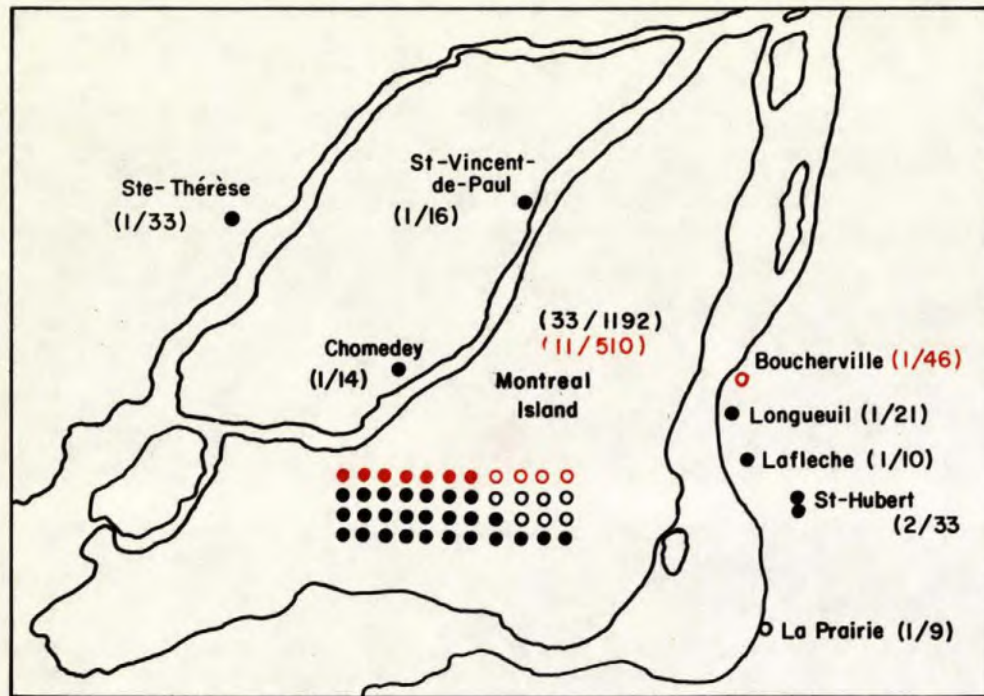 St-Vincent-
de-Paul
(1/16)
Ste-Thérèse
(1/33)
(33/1192)
(11/510)
Chomedey
(1/14)
Montreal
Island
Boucherville (1/46)
Longueuil (1/21)
Lafleche (1/10)
St-Hubert
(2/33
La Prairie (1/9)